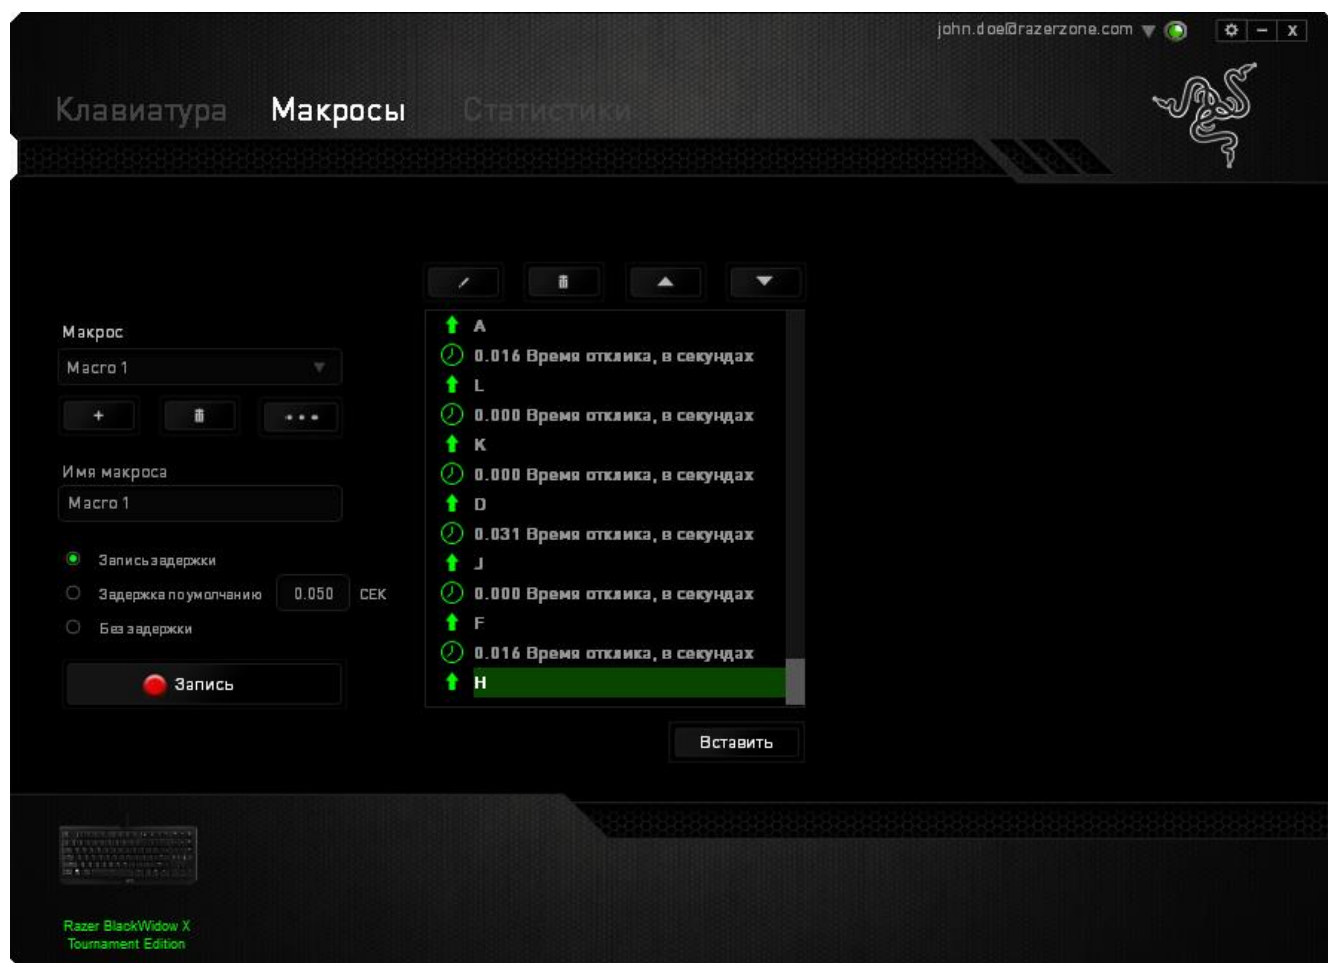 john.doe@razerzone.com
Клавиатура Макросы Статистики
Макрос
Macro 1
Имя макроса
Macro 1
Запись задержки
Задержка по умолчанию 0.050 СЕК
Без задержки
Запись
A
0.016 Время отклика, в секундах
L
0.000 Время отклика, в секундах
K
0.000 Время отклика, в секундах
D
0.031 Время отклика, в секундах
J
0.000 Время отклика, в секундах
F
0.016 Время отклика, в секундах
H
Вставить
Razer BlackWidow X
Tournament Edition